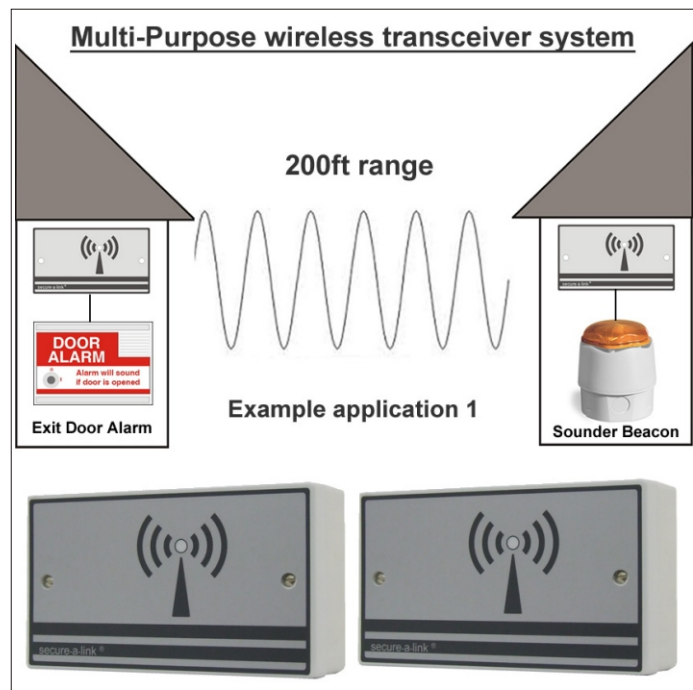 Multi-Purpose wireless transceiver system
200ft range
secure-a-link ®
secure-a-link ®
DOOR
ALARM
Alarm will sound
if door is opened
Exit Door Alarm
Example application 1
Sounder Beacon
secure-a-link ®
secure-a-link ®